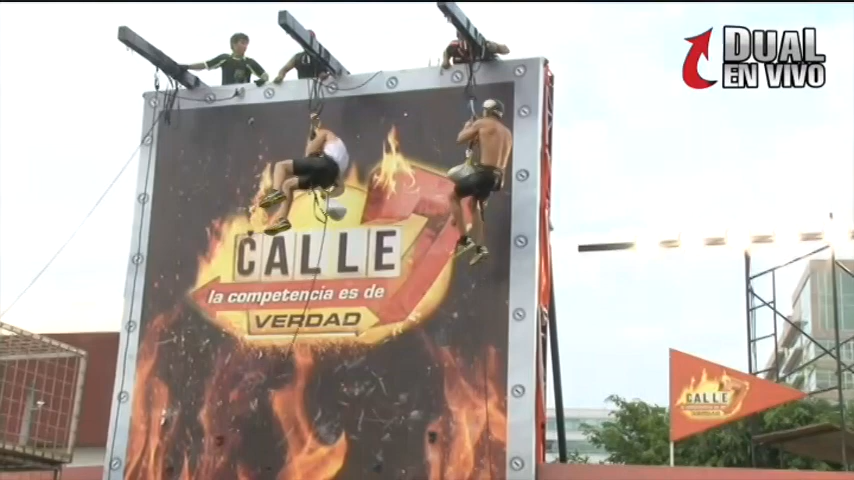 DUAL
EN VIVO
CALLE
la competencia es de
VERDAD
CALLE